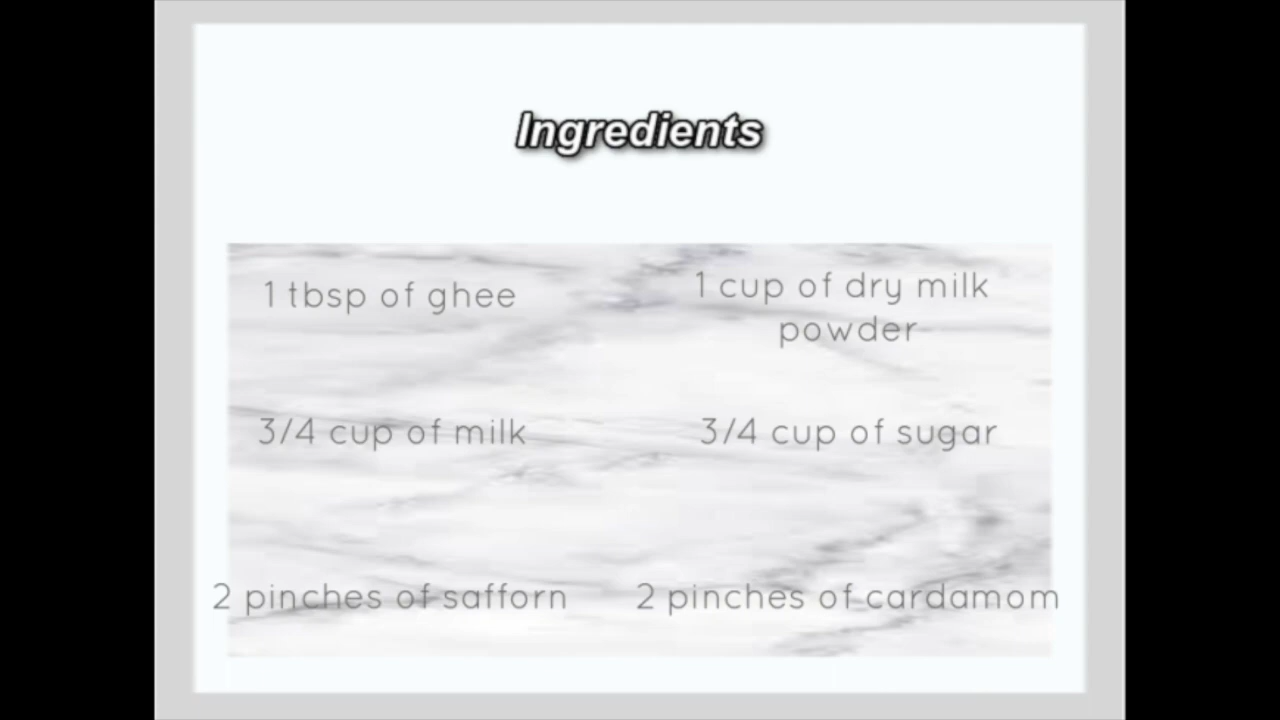 Ingredients
1 tbsp of ghee
1 cup of dry milk
powder
3/4 cup of milk
3/4 cup of sugar
2 pinches of safforn
2 pinches of cardamom